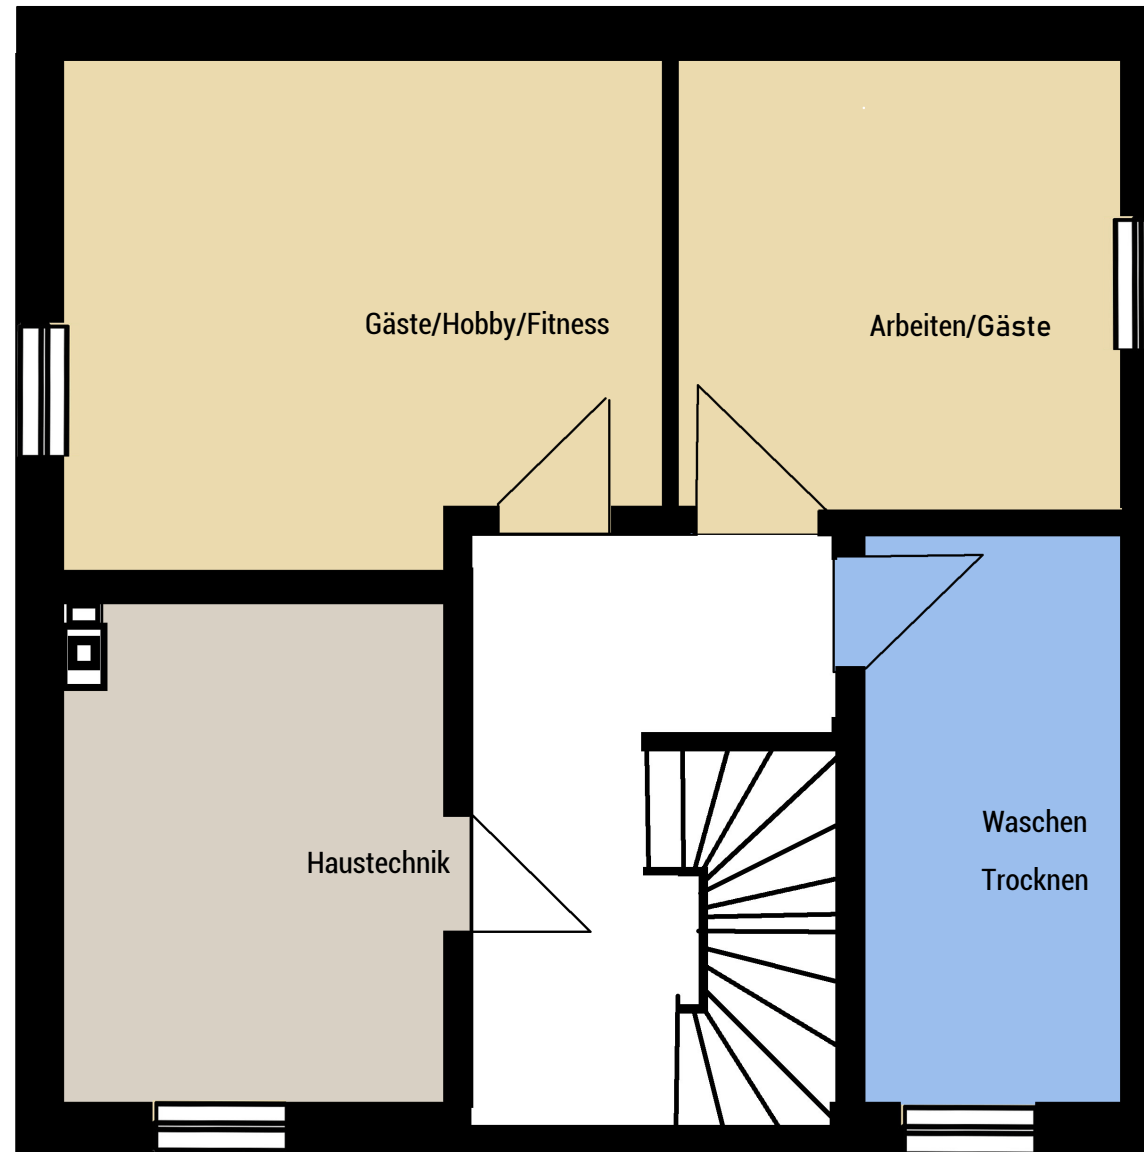 Gäste/Hobby/Fitness
Arbeiten/Gäste
Haustechnik
Waschen
Trocknen